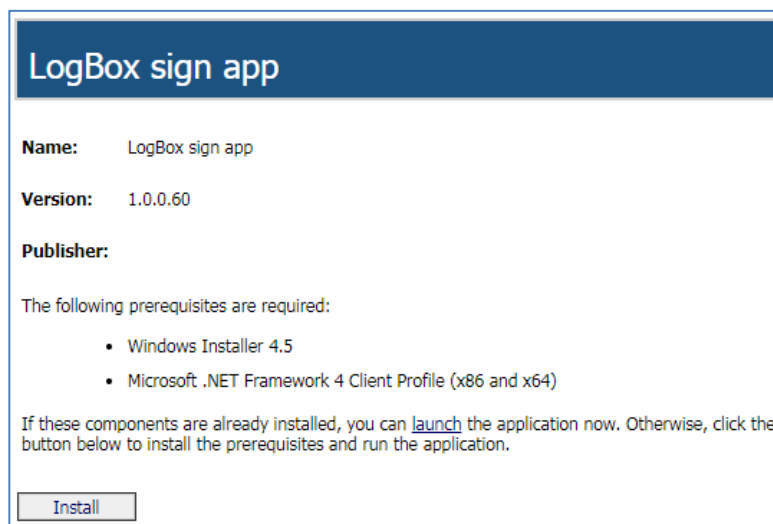 LogBox sign app
Name: LogBox sign app
Version: 1.0.0.60
Publisher:
The following prerequisites are required:
• Windows Installer 4.5
• Microsoft .NET Framework 4 Client Profile (x86 and x64)
If these components are already installed, you can launch the application now. Otherwise, click the
button below to install the prerequisites and run the application.
Install